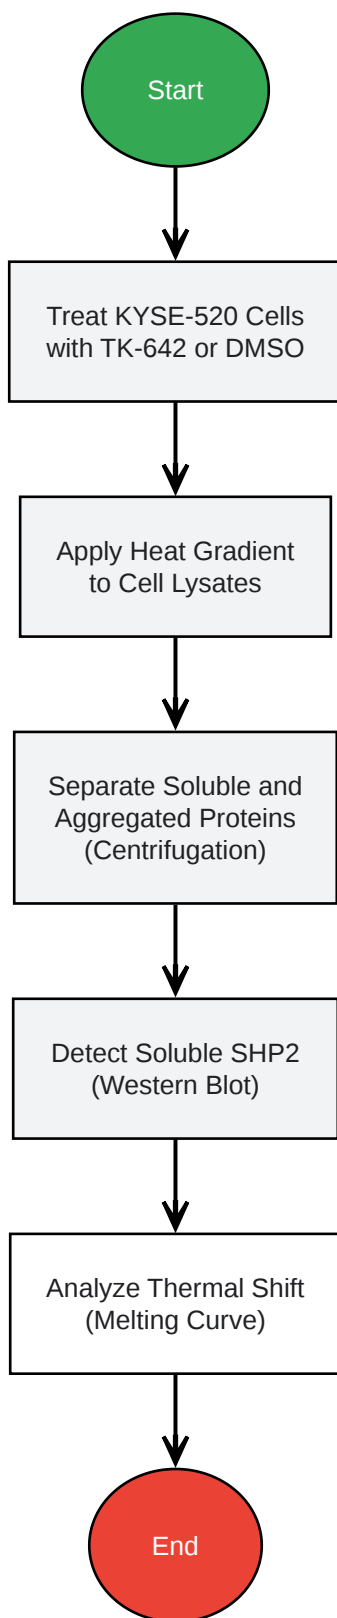 Start
Treat KYSE-520 Cells
with TK-642 or DMSO
Apply Heat Gradient
to Cell Lysates
Separate Soluble and
Aggregated Proteins
(Centrifugation)
Detect Soluble SHP2
(Western Blot)
Analyze Thermal Shift
(Melting Curve)
End